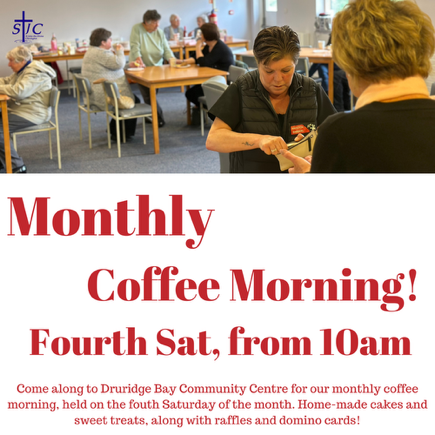 STC
Monthly
Coffee Morning!
Fourth Sat, from 10am
Come along to Druridge Bay Community Centre for our monthly coffee
morning, held on the fouth Saturday of the month. Home-made cakes and
sweet treats, along with raffles and domino cards!